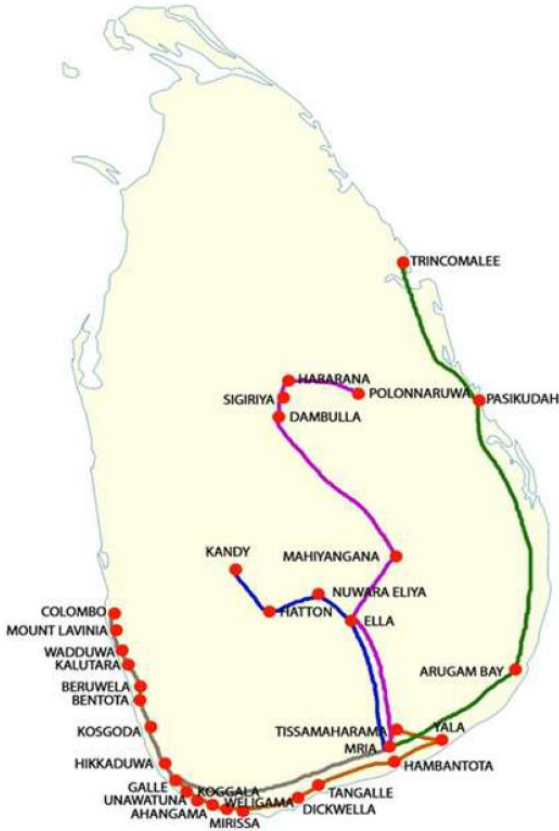 TRINCOMALEE
HARARANA
POLONNARUWA
SIGIRIYA
PASIKUDAH
DAMBULLA
KANDY
MAHIYANGANA
NUWARA ELIYA
COLOMBO
HATTON
ELLA
MOUNT LAVINIA
WADDUWA
KALUTARA
ARUGAM BAY
BERUWELA
BENTOTA
KOSGODA
TISSAMAHARAMA
YALA
MRIA
HIKKADUWA
HAMBANTOTA
GALLE
KOGGALA
TANGALLE
UNAWATUNA
WELIGAMA
DICKWELLA
AHANGAMA
MIRISSA